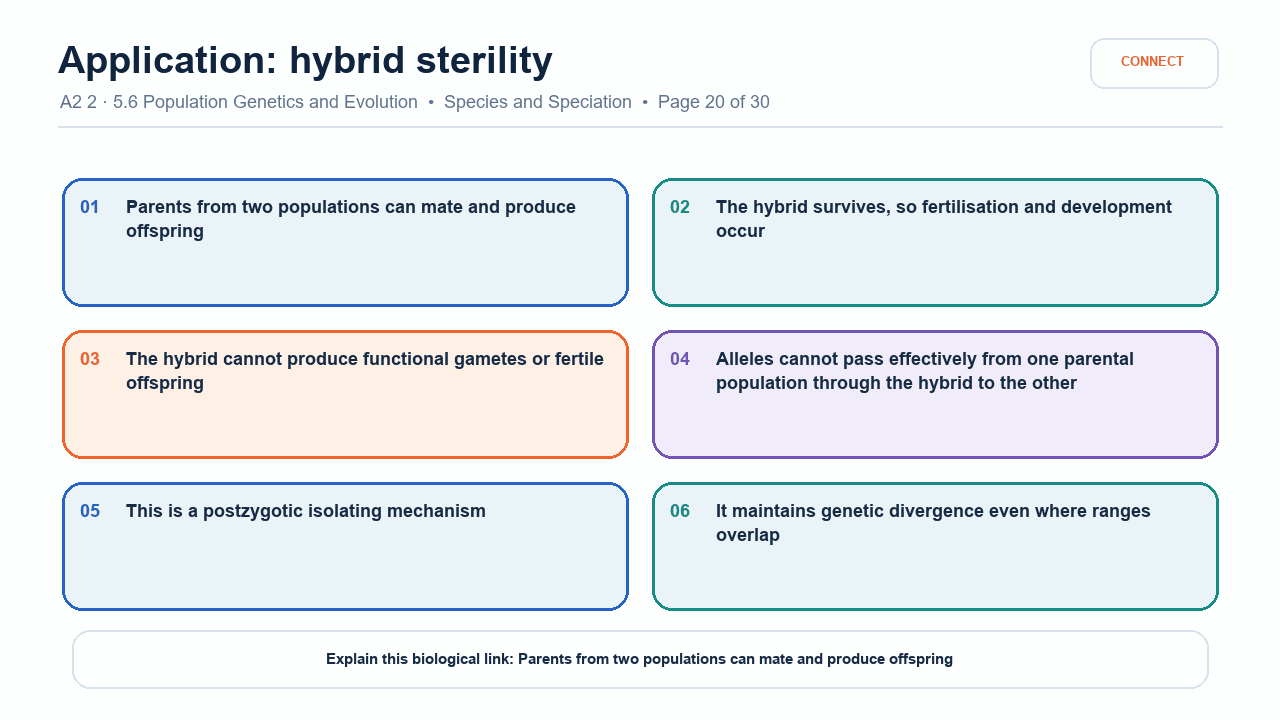 Application: hybrid sterility
CONNECT
A2 2 · 5.6 Population Genetics and Evolution • Species and Speciation • Page 20 of 30
01 Parents from two populations can mate and produce
offspring
02 The hybrid survives, so fertilisation and development
occur
03 The hybrid cannot produce functional gametes or fertile
offspring
04 Alleles cannot pass effectively from one parental
population through the hybrid to the other
05 This is a postzygotic isolating mechanism
06 It maintains genetic divergence even where ranges
overlap
Explain this biological link: Parents from two populations can mate and produce offspring